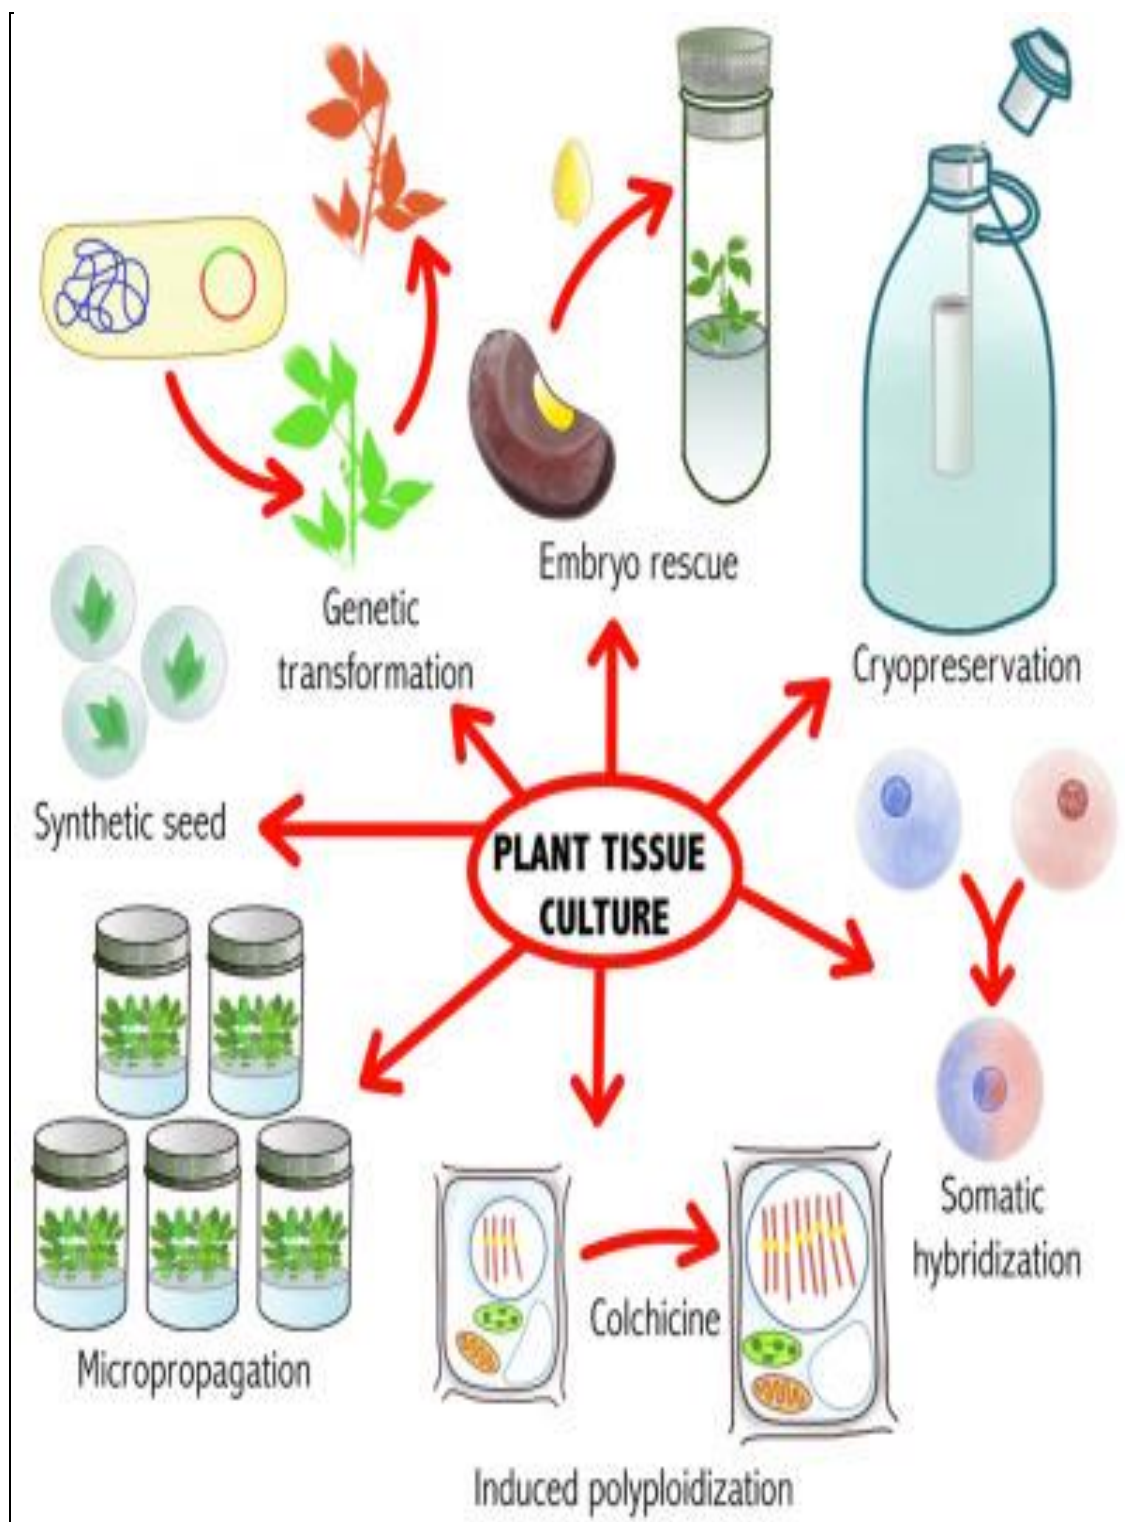 Embryo rescue
Genetic
transformation
Cryopreservation
Synthetic seed
PLANT TISSUE
CULTURE
Somatic
hybridization
Colchicine
Micropropagation
Induced polyploidization